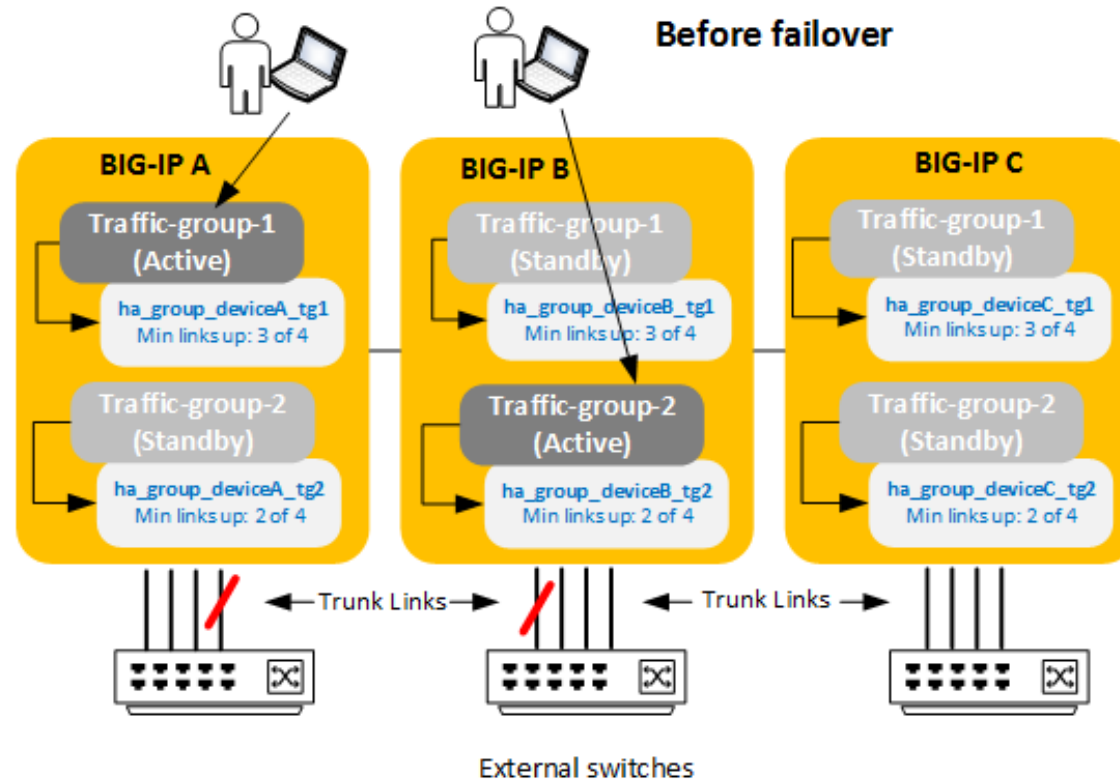 Before failover
BIG-IP A
Traffic-group-1
(Active)
ha_group_deviceA_tg1
Min links up: 3 of 4
Traffic-group-2
(Standby)
ha_group_deviceA_tg2
Min links up: 2 of 4
BIG-IP B
Traffic-group-1
(Standby)
ha_group_deviceB_tg1
Min links up: 3 of 4
Traffic-group-2
(Active)
ha_group_deviceB_tg2
Min links up: 2 of 4
BIG-IP C
Traffic-group-1
(Standby)
ha_group_deviceC_tg1
Min links up: 3 of 4
Traffic-group-2
(Standby)
ha_group_deviceC_tg2
Min links up: 2 of 4
Trunk Links
Trunk Links
External switches